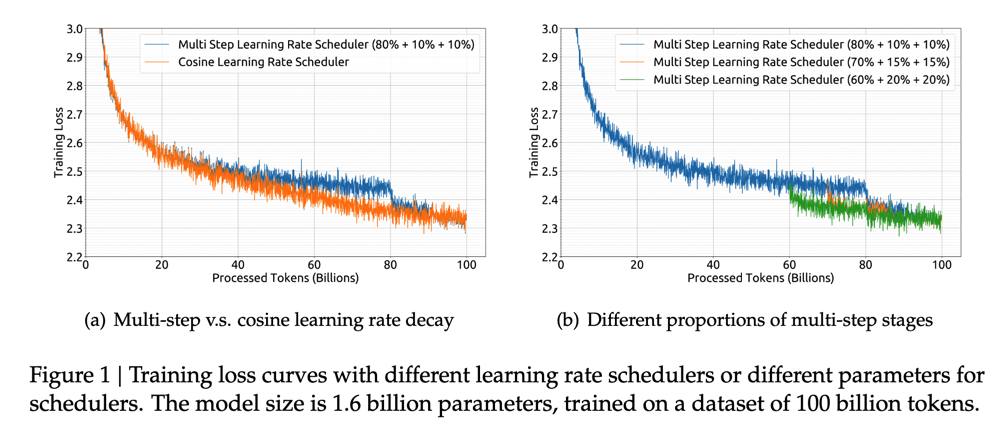 3.0
2.9
2.8
2.7
2.6
2.5
2.4
2.3
2.2
Training Loss
Multi Step Learning Rate Scheduler (80% + 10% + 10%)
Cosine Learning Rate Scheduler
0 20 40 60 80 100
Processed Tokens (Billions)
(a) Multi-step v.s. cosine learning rate decay
3.0
2.9
2.8
2.7
2.6
2.5
2.4
2.3
2.2
Training Loss
Multi Step Learning Rate Scheduler (80% + 10% + 10%)
Multi Step Learning Rate Scheduler (70% + 15% + 15%)
Multi Step Learning Rate Scheduler (60% + 20% + 20%)
0 20 40 60 80 100
Processed Tokens (Billions)
(b) Different proportions of multi-step stages
Figure 1 | Training loss curves with different learning rate schedulers or different parameters for
schedulers. The model size is 1.6 billion parameters, trained on a dataset of 100 billion tokens.